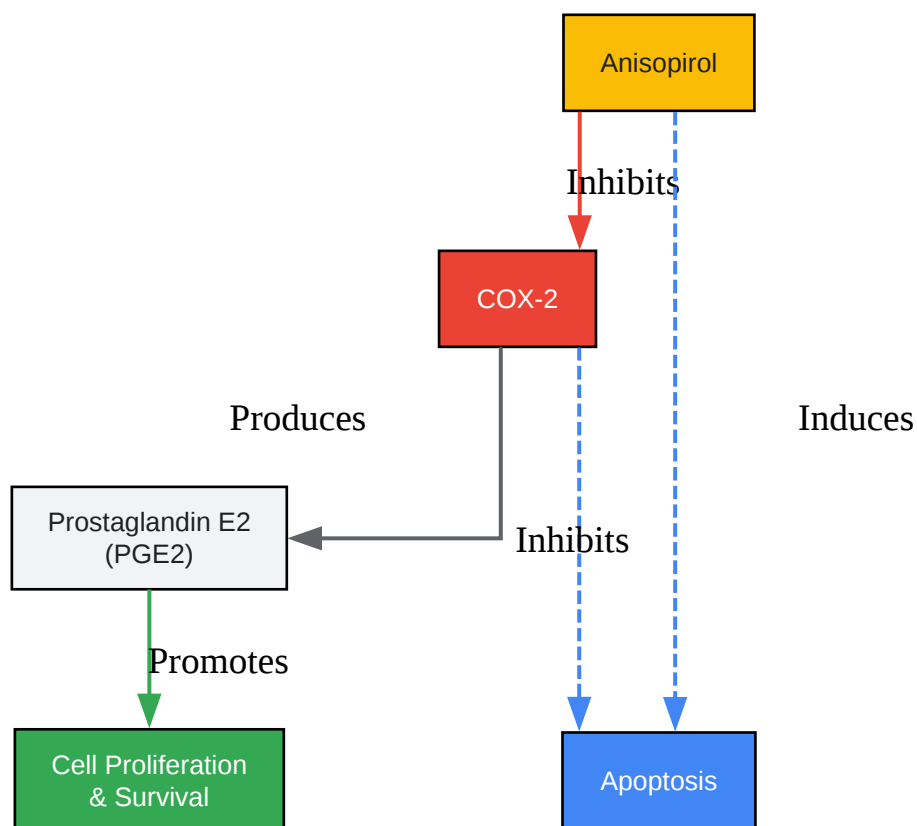 Anisopirol
Inhibits
COX-2
Produces
Induces
Prostaglandin E2
(PGE2)
Inhibits
Promotes
Cell Proliferation
& Survival
Apoptosis